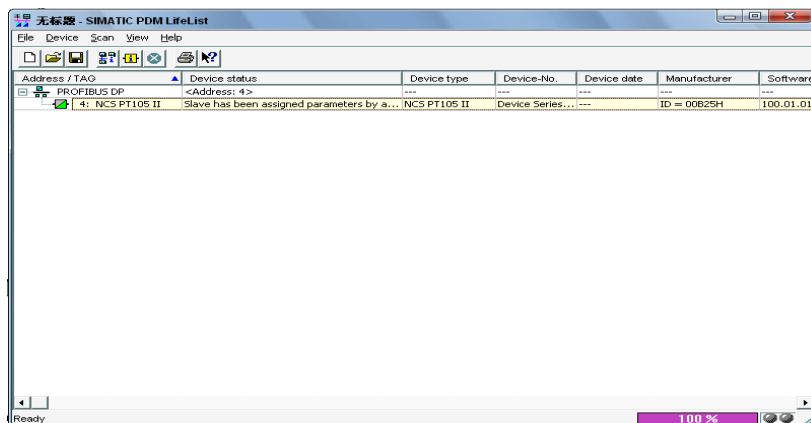 无标题 - SIMATIC PDM LifeList
File Device Scan View Help
Address / TAG Device status Device type Device-No. Device date Manufacturer Software
PROFIBUS DP <Address: 4> --- --- --- --- ---
4: NCS PT105 II Slave has been assigned parameters by a... NCS PT105 II Device Series... --- ID = 00B25H 100.01.01
Ready 100 %